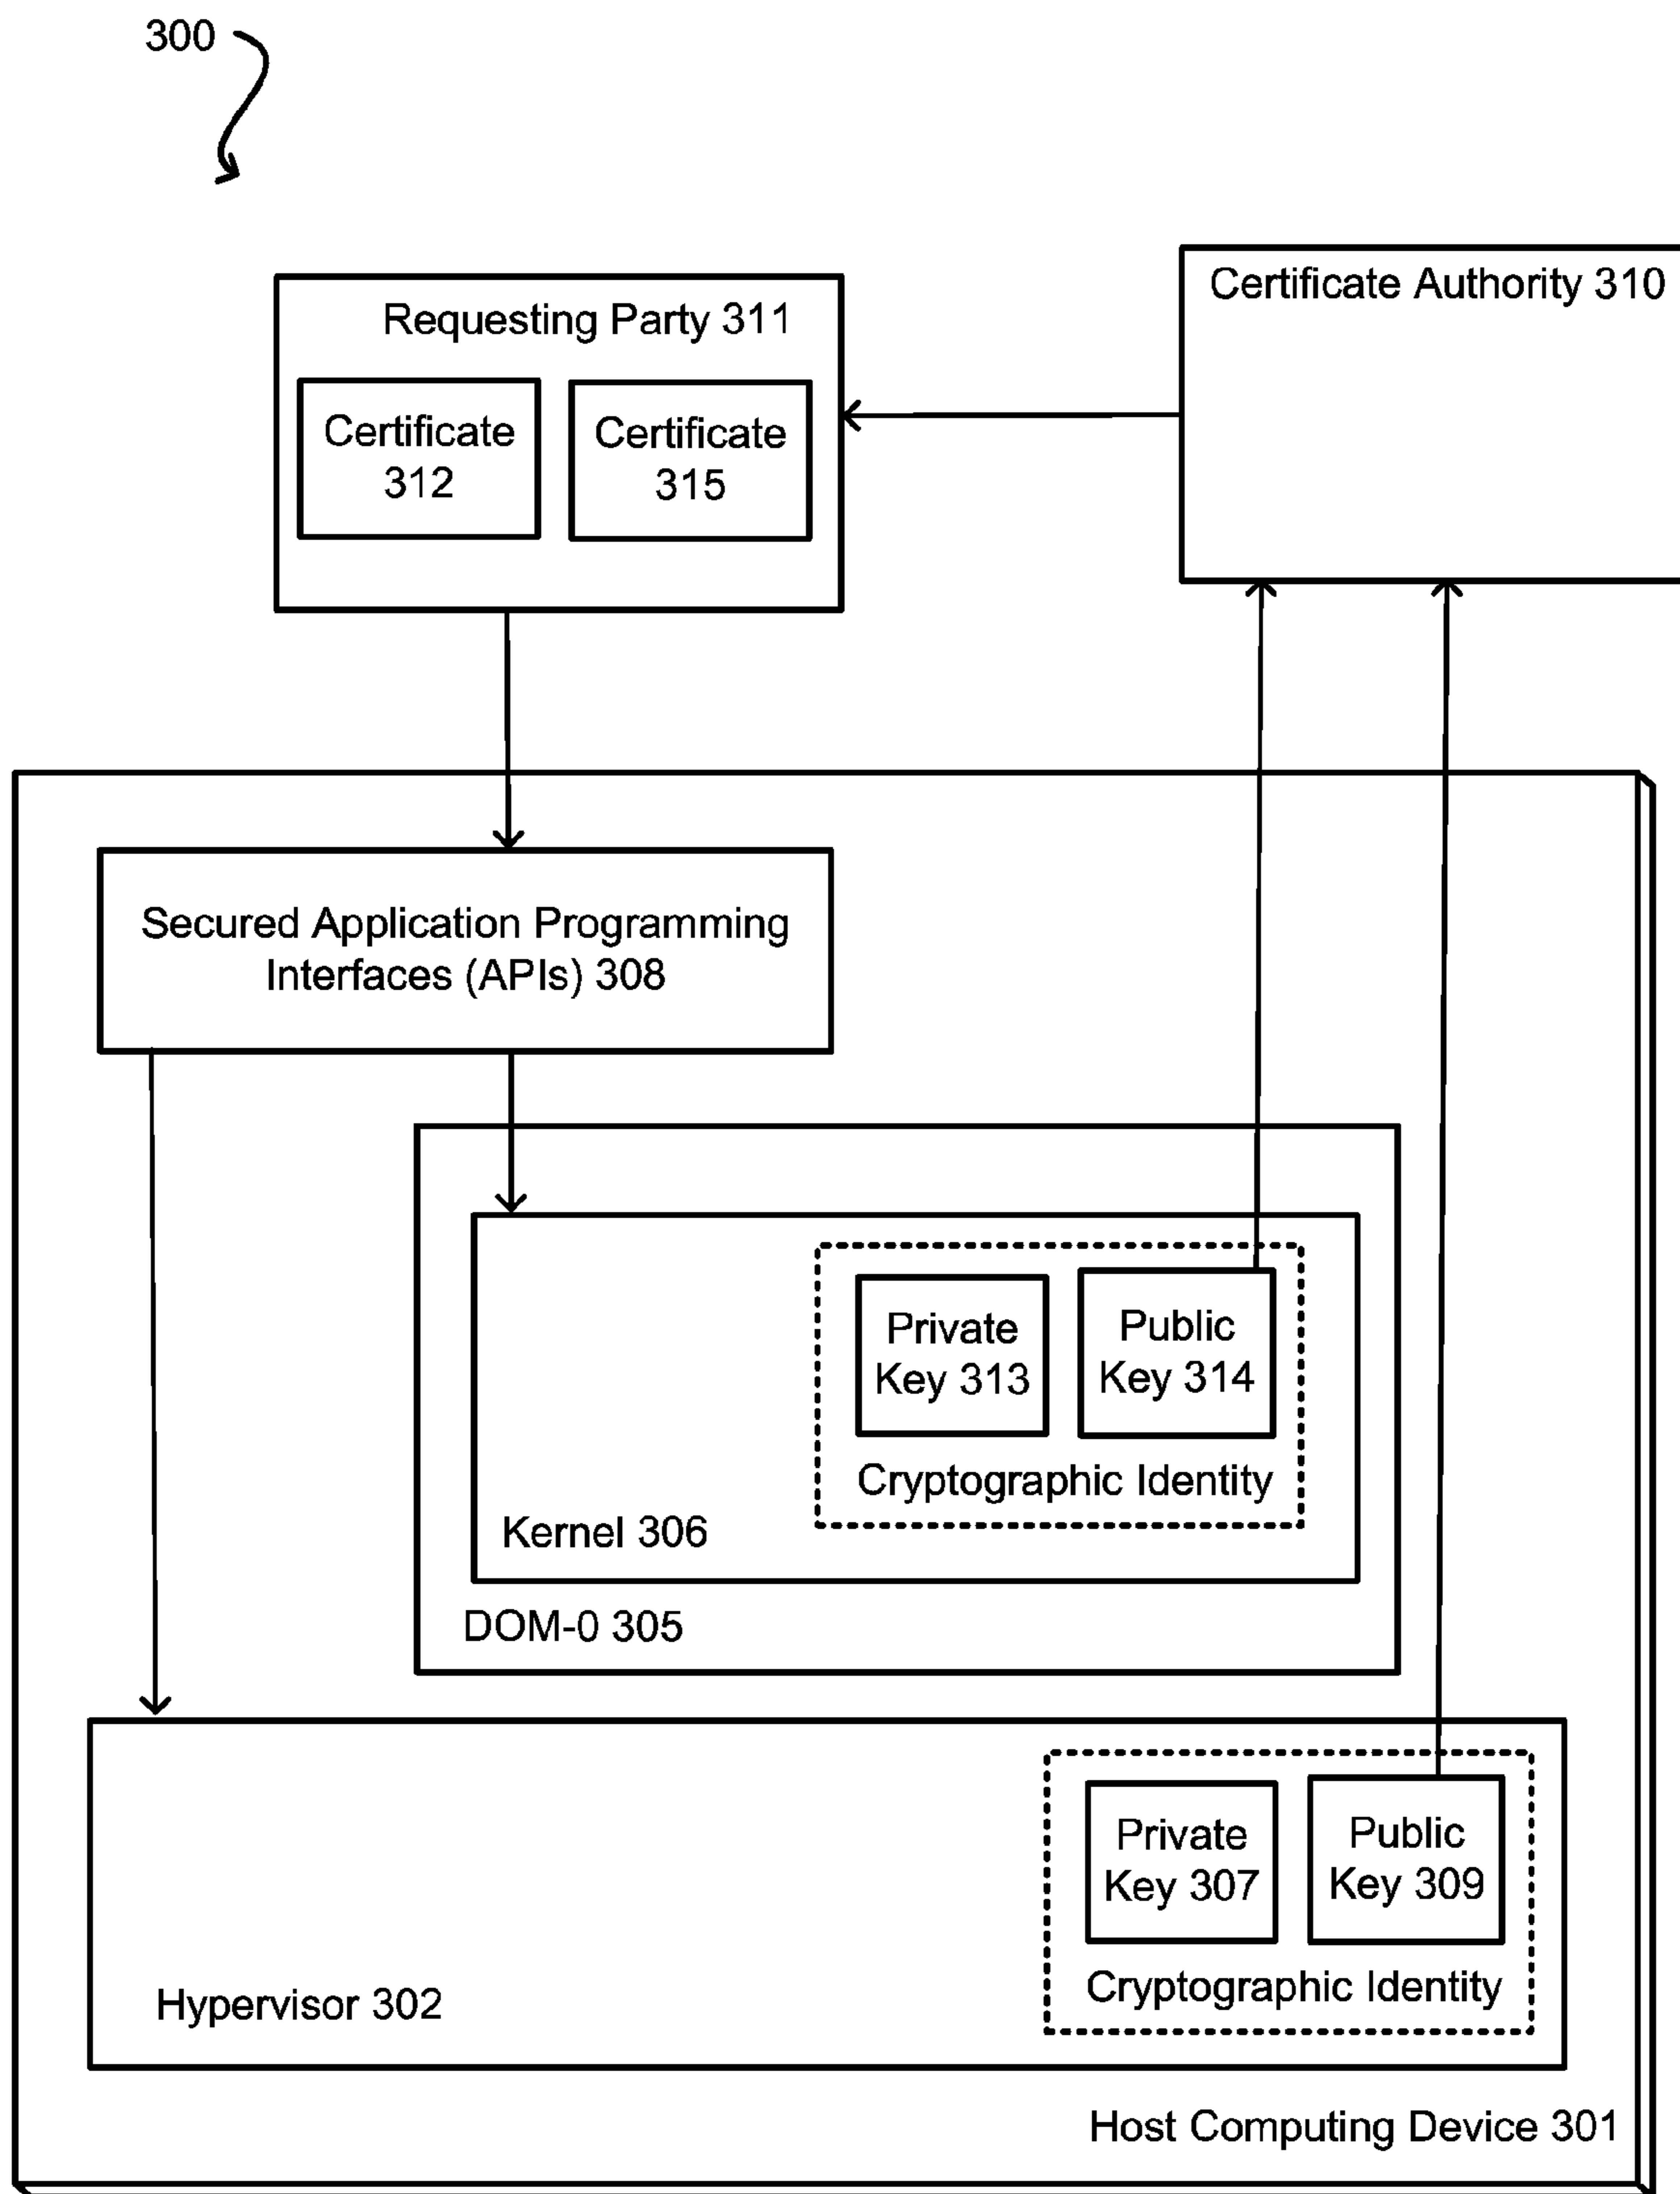 300
Certificate Authority 310
Requesting Party 311
Certificate
312
Certificate
315
Secured Application Programming
Interfaces (APIs) 308
Private
Key 313
Public
Key 314
Cryptographic Identity
Kernel 306
DOM-0 305
Private
Key 307
Public
Key 309
Cryptographic Identity
Hypervisor 302
Host Computing Device 301